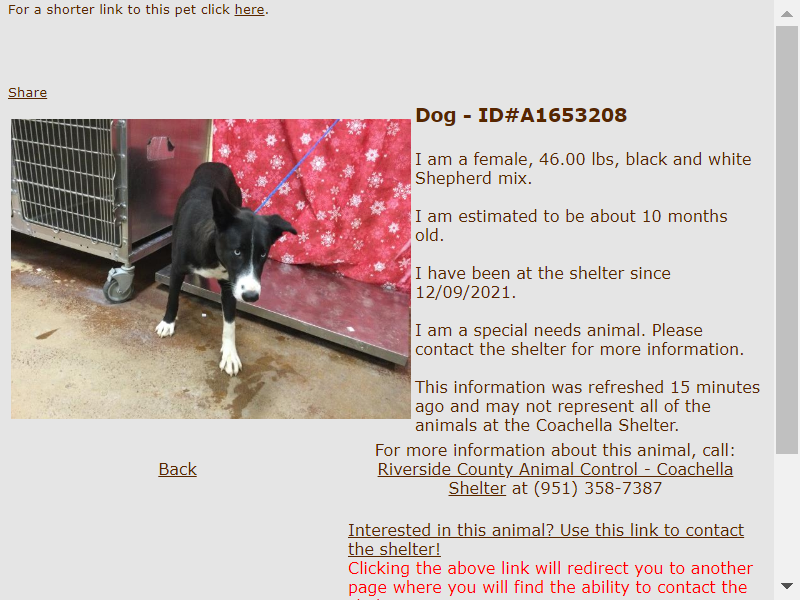 For a shorter link to this pet click here.
Share
Dog - ID#A1653208
I am a female, 46.00 lbs, black and white
Shepherd mix.
I am estimated to be about 10 months
old.
I have been at the shelter since
12/09/2021.
I am a special needs animal. Please
contact the shelter for more information.
This information was refreshed 15 minutes
ago and may not represent all of the
animals at the Coachella Shelter.
For more information about this animal, call:
Riverside County Animal Control - Coachella
Shelter at (951) 358-7387
Back
Interested in this animal? Use this link to contact
the shelter!
Clicking the above link will redirect you to another
page where you will find the ability to contact the